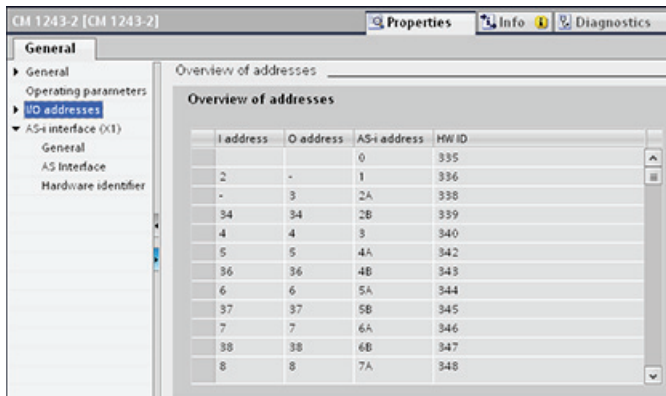 CM 1243-2 [CM 1243-2]
Properties Info Diagnostics
General
General
Operating parameters
I/O addresses
AS-i interface (X1)
General
AS Interface
Hardware identifier
Overview of addresses
Overview of addresses
I address O address AS-i address HW ID
0 335
2 - 1 336
- 3 2A 338
34 34 2B 339
4 4 3 340
5 5 4A 342
36 36 4B 343
6 6 5A 344
37 37 5B 345
7 7 6A 346
38 38 6B 347
8 8 7A 348